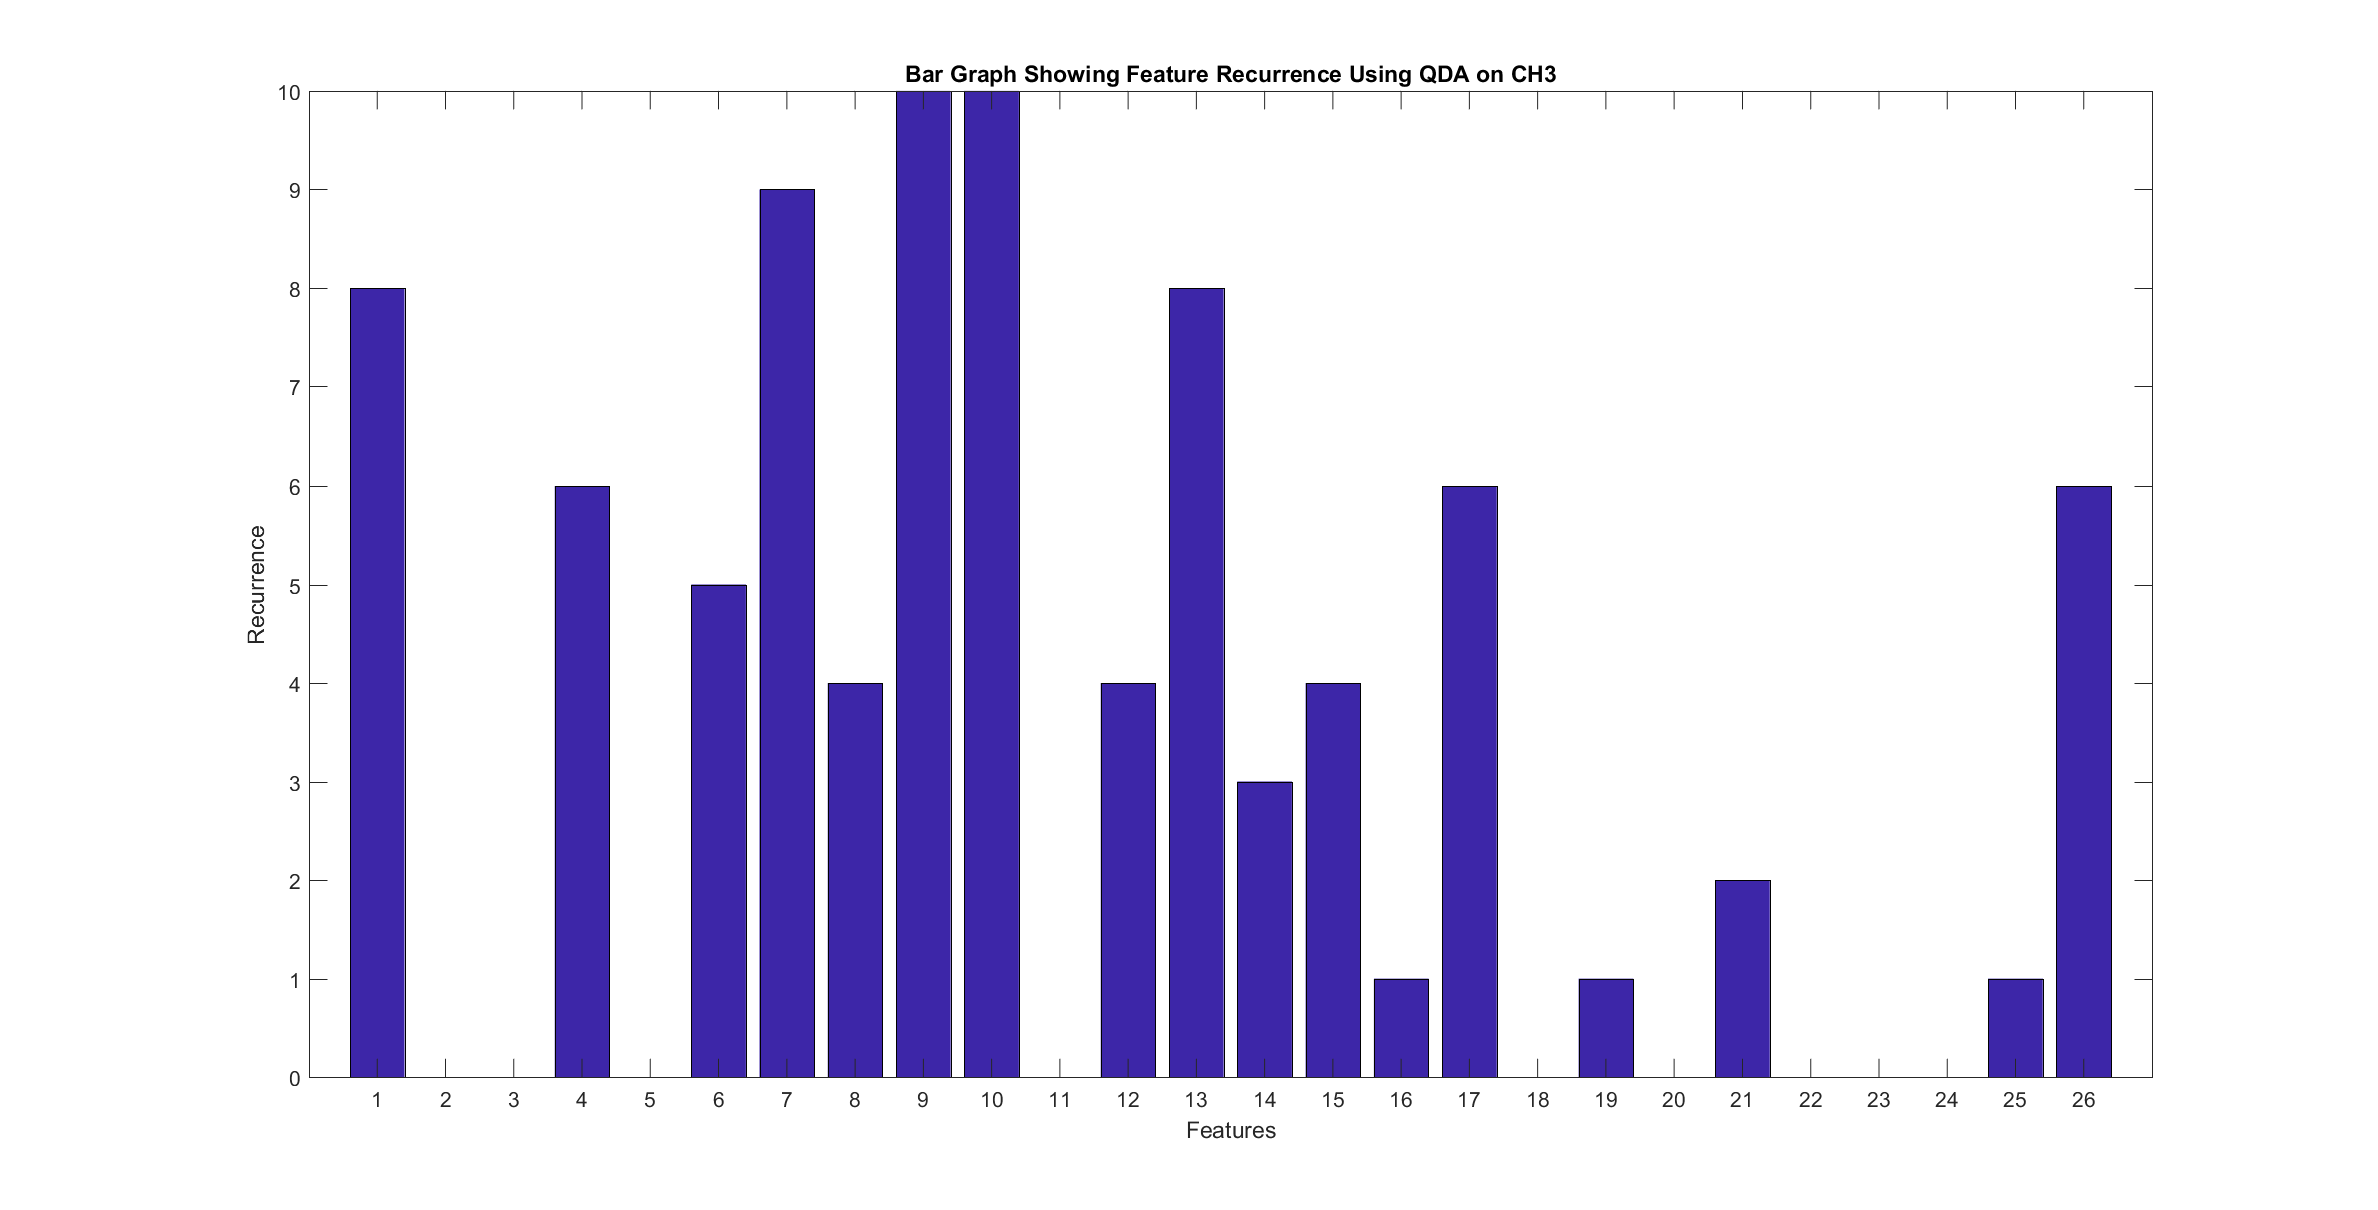 Bar Graph Showing Feature Recurrence Using QDA on CH3
10
9
8
7
6
5
4
3
2
1
0
Recurrence
1 2 3 4 5 6 7 8 9 10 11 12 13 14 15 16 17 18 19 20 21 22 23 24 25 26
Features